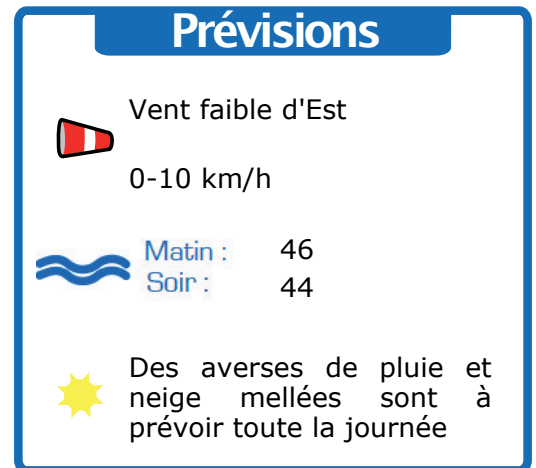 Prévisions
Vent faible d'Est
0-10 km/h
Matin : 46
Soir : 44
Des averses de pluie et
neige mellées sont à
prévoir toute la journée